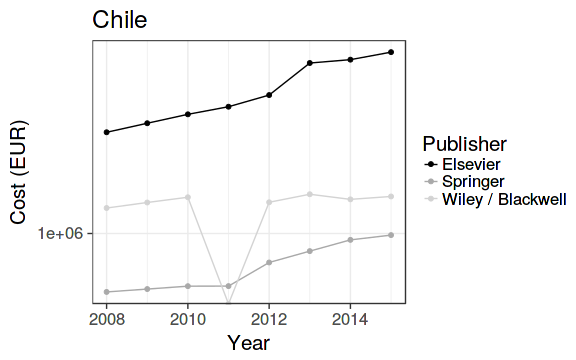 Chile
Cost (EUR)
1e+06
2008 2010 2012 2014
Year
Publisher
Elsevier
Springer
Wiley / Blackwell